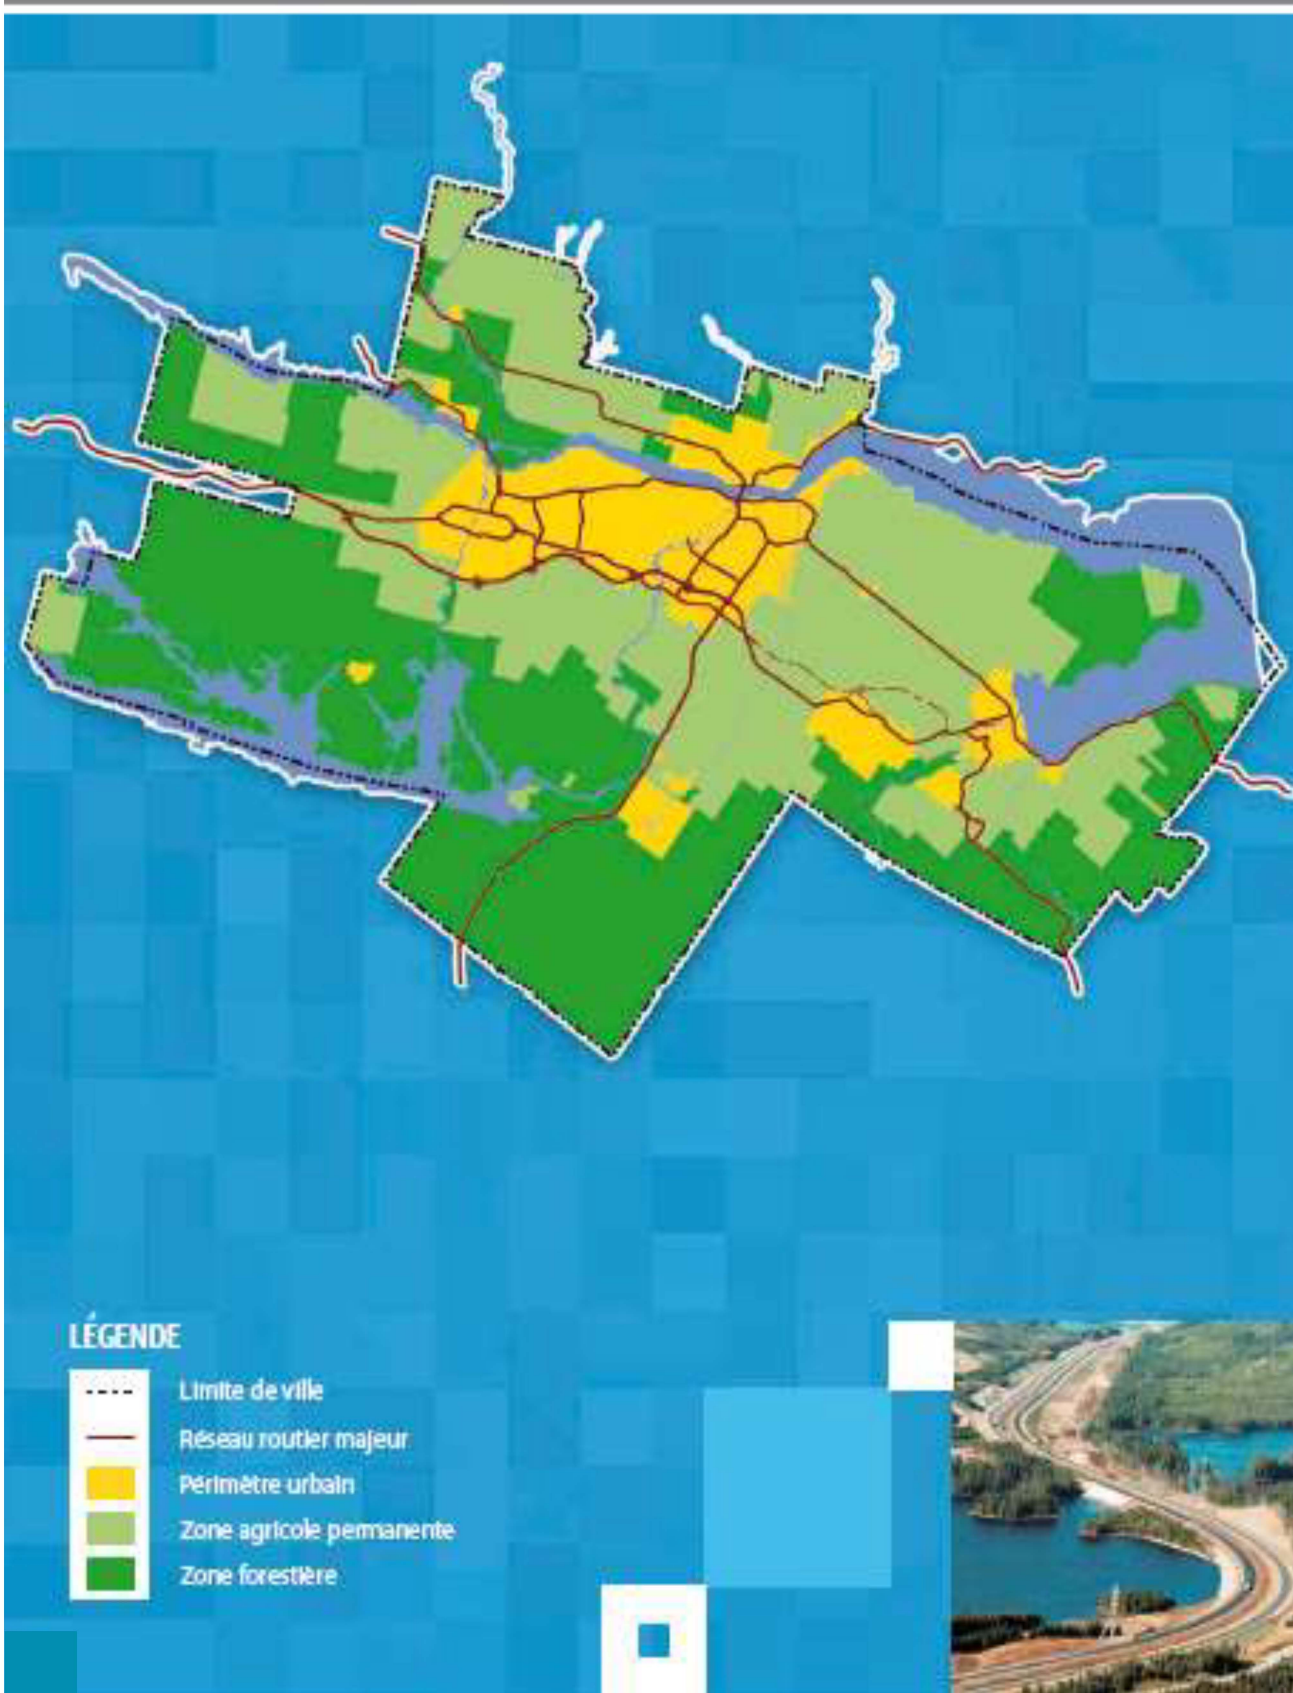 LÉGENDE
Limite de ville
Réseau routier majeur
Périmètre urbain
Zone agricole permanente
Zone forestière